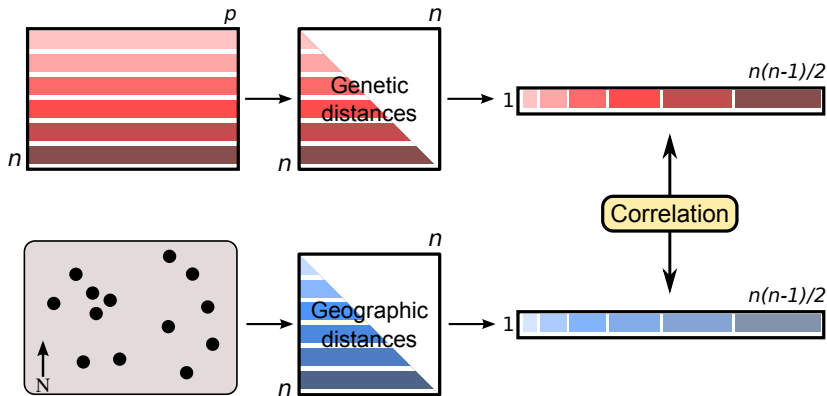 p
n
n
Genetic
distances
n
n(n-1)/2
1
Correlation
N
n
Geographic
distances
n
n(n-1)/2
1